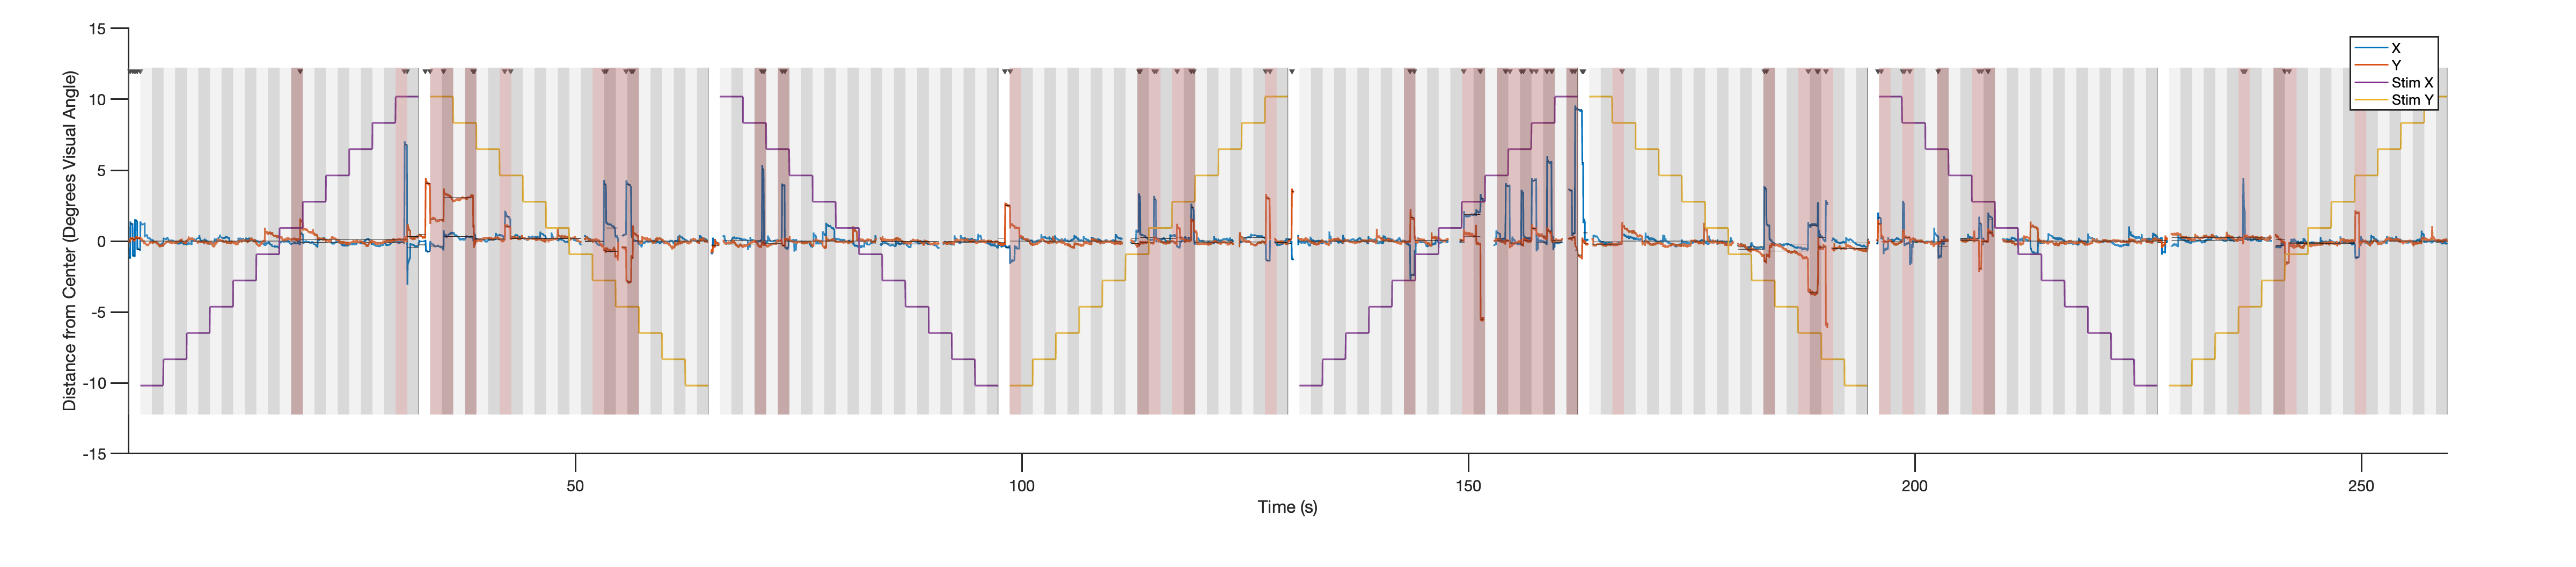 15
10
5
0
-5
-10
-15
Distance from Center (Degrees Visual Angle)
X
Y
Stim X
Stim Y
50
100
150
200
250
Time (s)